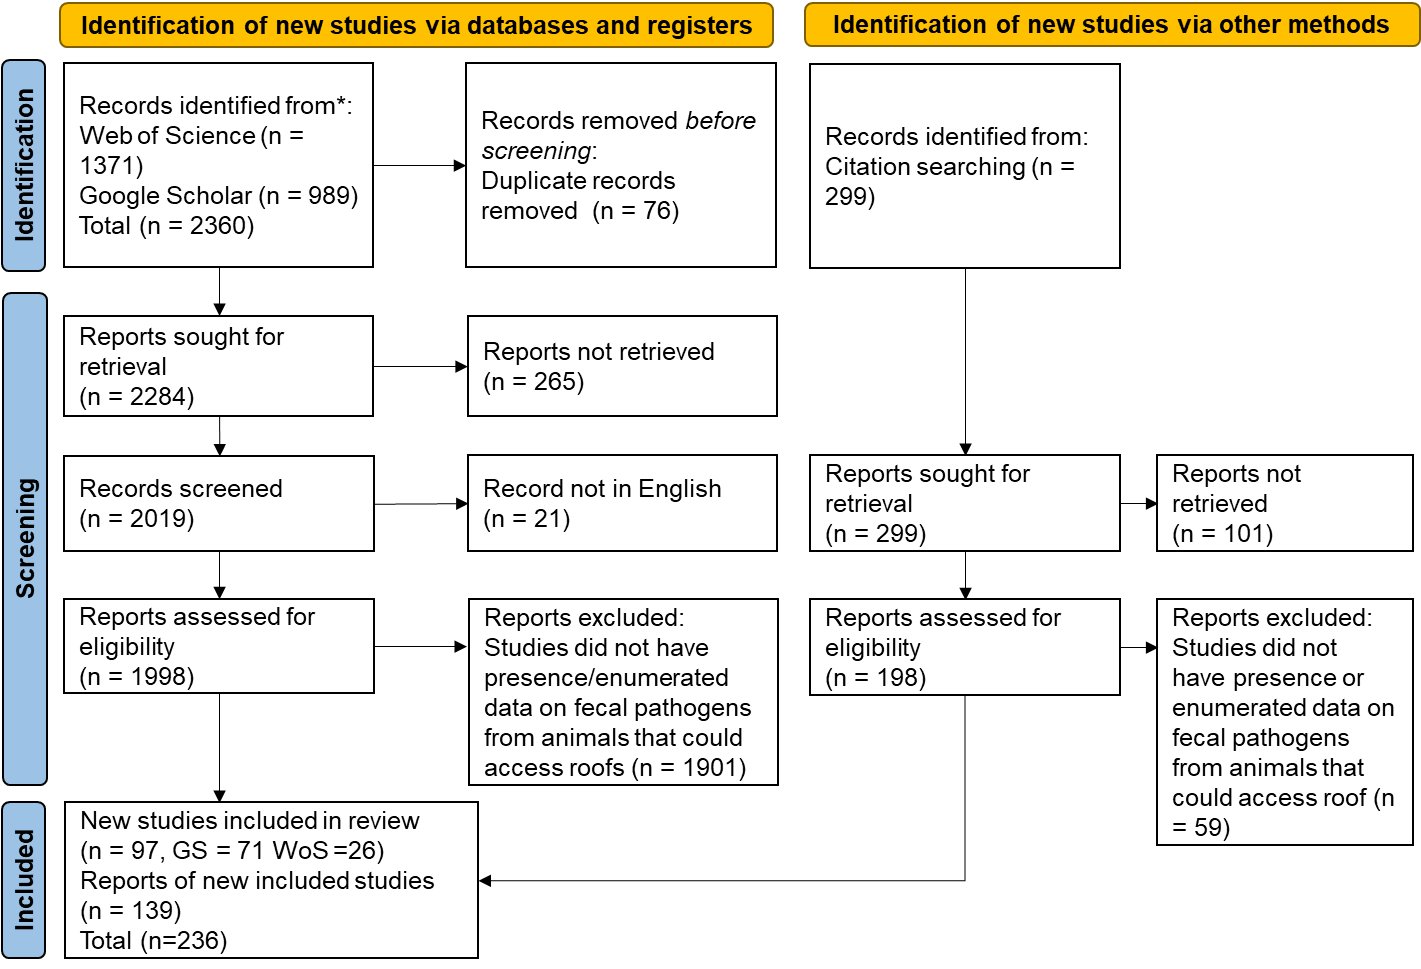 Identification of new studies via databases and registers
Identification of new studies via other methods
Identification
Records identified from*:
Web of Science (n =
1371)
Google Scholar (n = 989)
Total (n = 2360)
Records removed before
screening:
Duplicate records
removed (n = 76)
Records identified from:
Citation searching (n =
299)
Screening
Reports sought for
retrieval
(n = 2284)
Reports not retrieved
(n = 265)
Records screened
(n = 2019)
Record not in English
(n = 21)
Reports sought for
retrieval
(n = 299)
Reports not
retrieved
(n = 101)
Reports assessed for
eligibility
(n = 1998)
Reports excluded:
Studies did not have
presence/enumerated
data on fecal pathogens
from animals that could
access roofs (n = 1901)
Reports assessed for
eligibility
(n = 198)
Reports excluded:
Studies did not
have presence or
enumerated data on
fecal pathogens
from animals that
could access roof (n
= 59)
Included
New studies included in review
(n = 97, GS = 71 WoS =26)
Reports of new included studies
(n = 139)
Total (n=236)